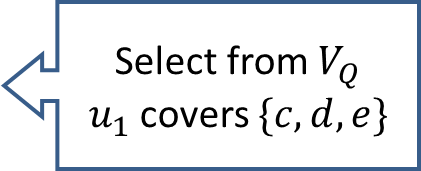 Select from V_Q
u_1 covers {c, d, e}